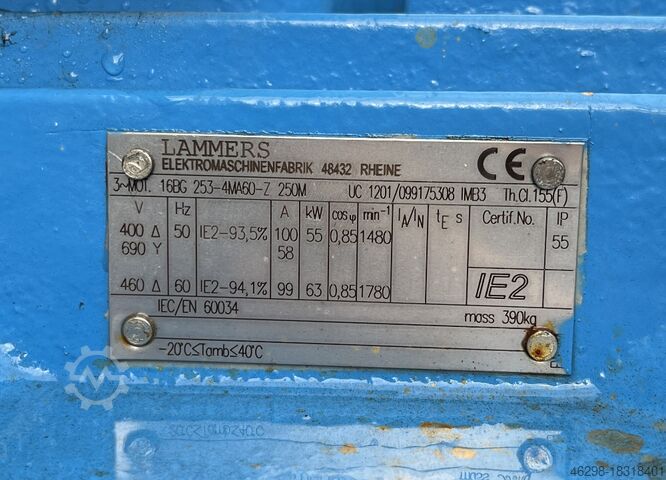 LAMMERS
ELEKTROMASCHINENFABRIK 48432 RHEINE
CE
3~MOT. 16BG 253-4MA60-Z 250M UC 1201/099175308 IMB3 Th.Cl.155(F)
V Hz A kW cosφ min⁻¹ IA/IN tE s Certif.No. IP
400 Δ 50 IE2-93,5% 100 55 0,85 1480 55
690 Y 58
460 Δ 60 IE2-94,1% 99 63 0,85 1780 IE2
IEC/EN 60034 mass 390kg
-20°C≤Tamb≤40°C
46298-18318401